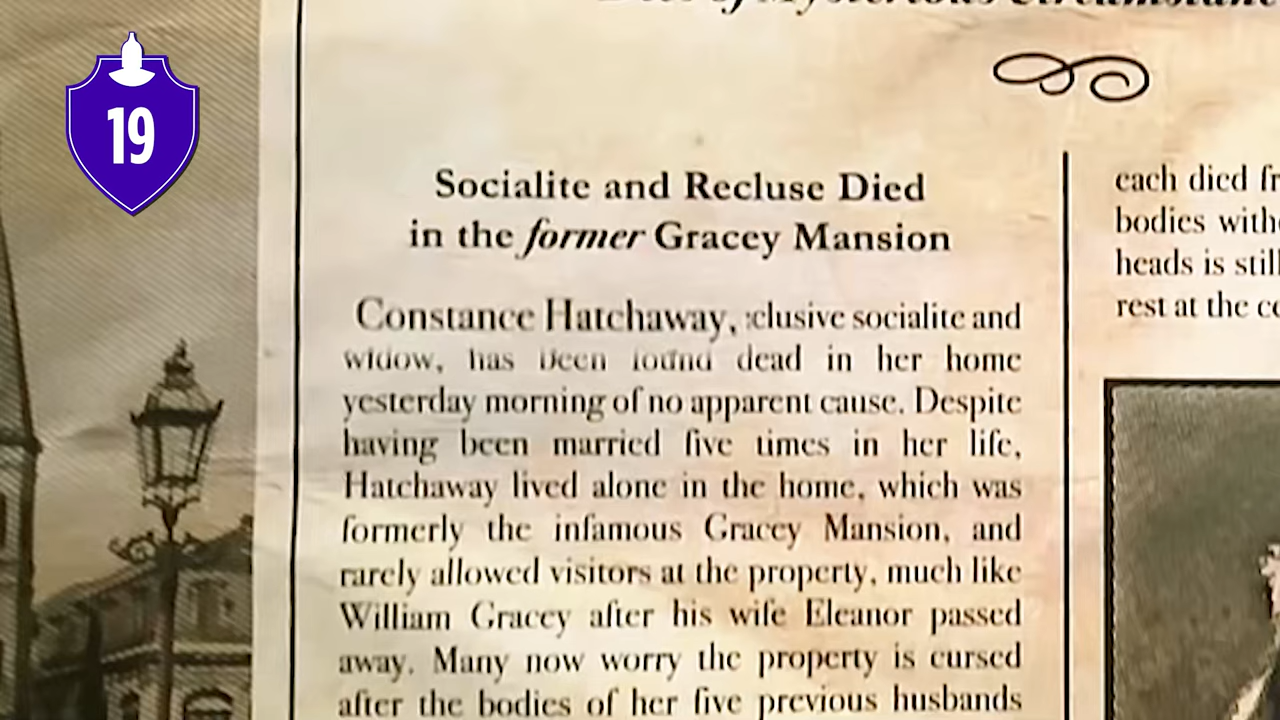 19
Socialite and Recluse Died
in the former Gracey Mansion
Constance Hatchaway, clusive socialite and
widow, has been found dead in her home
yesterday morning of no apparent cause. Despite
having been married five times in her life,
Hatchaway lived alone in the home, which was
formerly the infamous Gracey Mansion, and
rarely allowed visitors at the property, much like
William Gracey after his wife Eleanor passed
away. Many now worry the property is cursed
after the bodies of her five previous husbands
each died
bodies
heads is still
rest at the